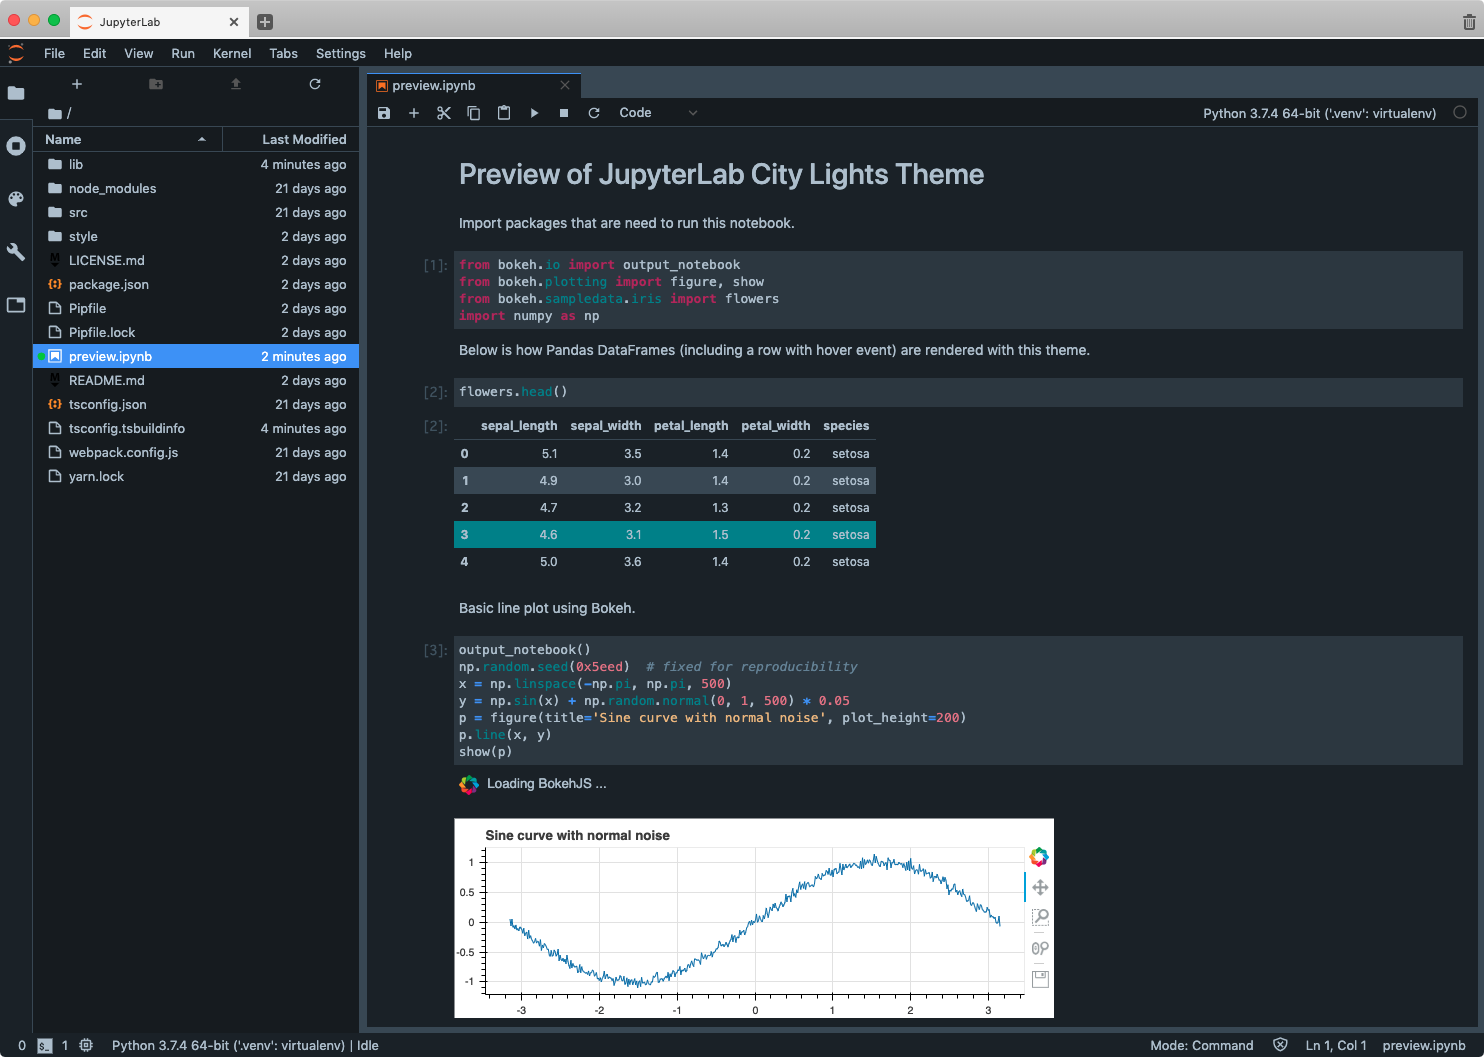 JupyterLab
File Edit View Run Kernel Tabs Settings Help
/
Name Last Modified
lib 4 minutes ago
node_modules 21 days ago
src 21 days ago
style 2 days ago
LICENSE.md 2 days ago
package.json 2 days ago
Pipfile 2 days ago
Pipfile.lock 2 days ago
preview.ipynb 2 minutes ago
README.md 2 days ago
tsconfig.json 21 days ago
tsconfig.tsbuildinfo 4 minutes ago
webpack.config.js 21 days ago
yarn.lock 21 days ago
preview.ipynb
Code Python 3.7.4 64-bit ('.venv': virtualenv)
Preview of JupyterLab City Lights Theme
Import packages that are need to run this notebook.
[1]: from bokeh.io import output_notebook
from bokeh.plotting import figure, show
from bokeh.sampledata.iris import flowers
import numpy as np
Below is how Pandas DataFrames (including a row with hover event) are rendered with this theme.
[2]: flowers.head()
[2]: sepal_length sepal_width petal_length petal_width species
0 5.1 3.5 1.4 0.2 setosa
1 4.9 3.0 1.4 0.2 setosa
2 4.7 3.2 1.3 0.2 setosa
3 4.6 3.1 1.5 0.2 setosa
4 5.0 3.6 1.4 0.2 setosa
Basic line plot using Bokeh.
[3]: output_notebook()
np.random.seed(0x5eed)  # fixed for reproducibility
x = np.linspace(-np.pi, np.pi, 500)
y = np.sin(x) + np.random.normal(0, 1, 500) * 0.05
p = figure(title='Sine curve with normal noise', plot_height=200)
p.line(x, y)
show(p)
Loading BokehJS ...
Sine curve with normal noise
1
0.5
0
-0.5
-1
-3 -2 -1 0 1 2 3
0 $_ 1 Python 3.7.4 64-bit ('.venv': virtualenv) | Idle Mode: Command Ln 1, Col 1 preview.ipynb